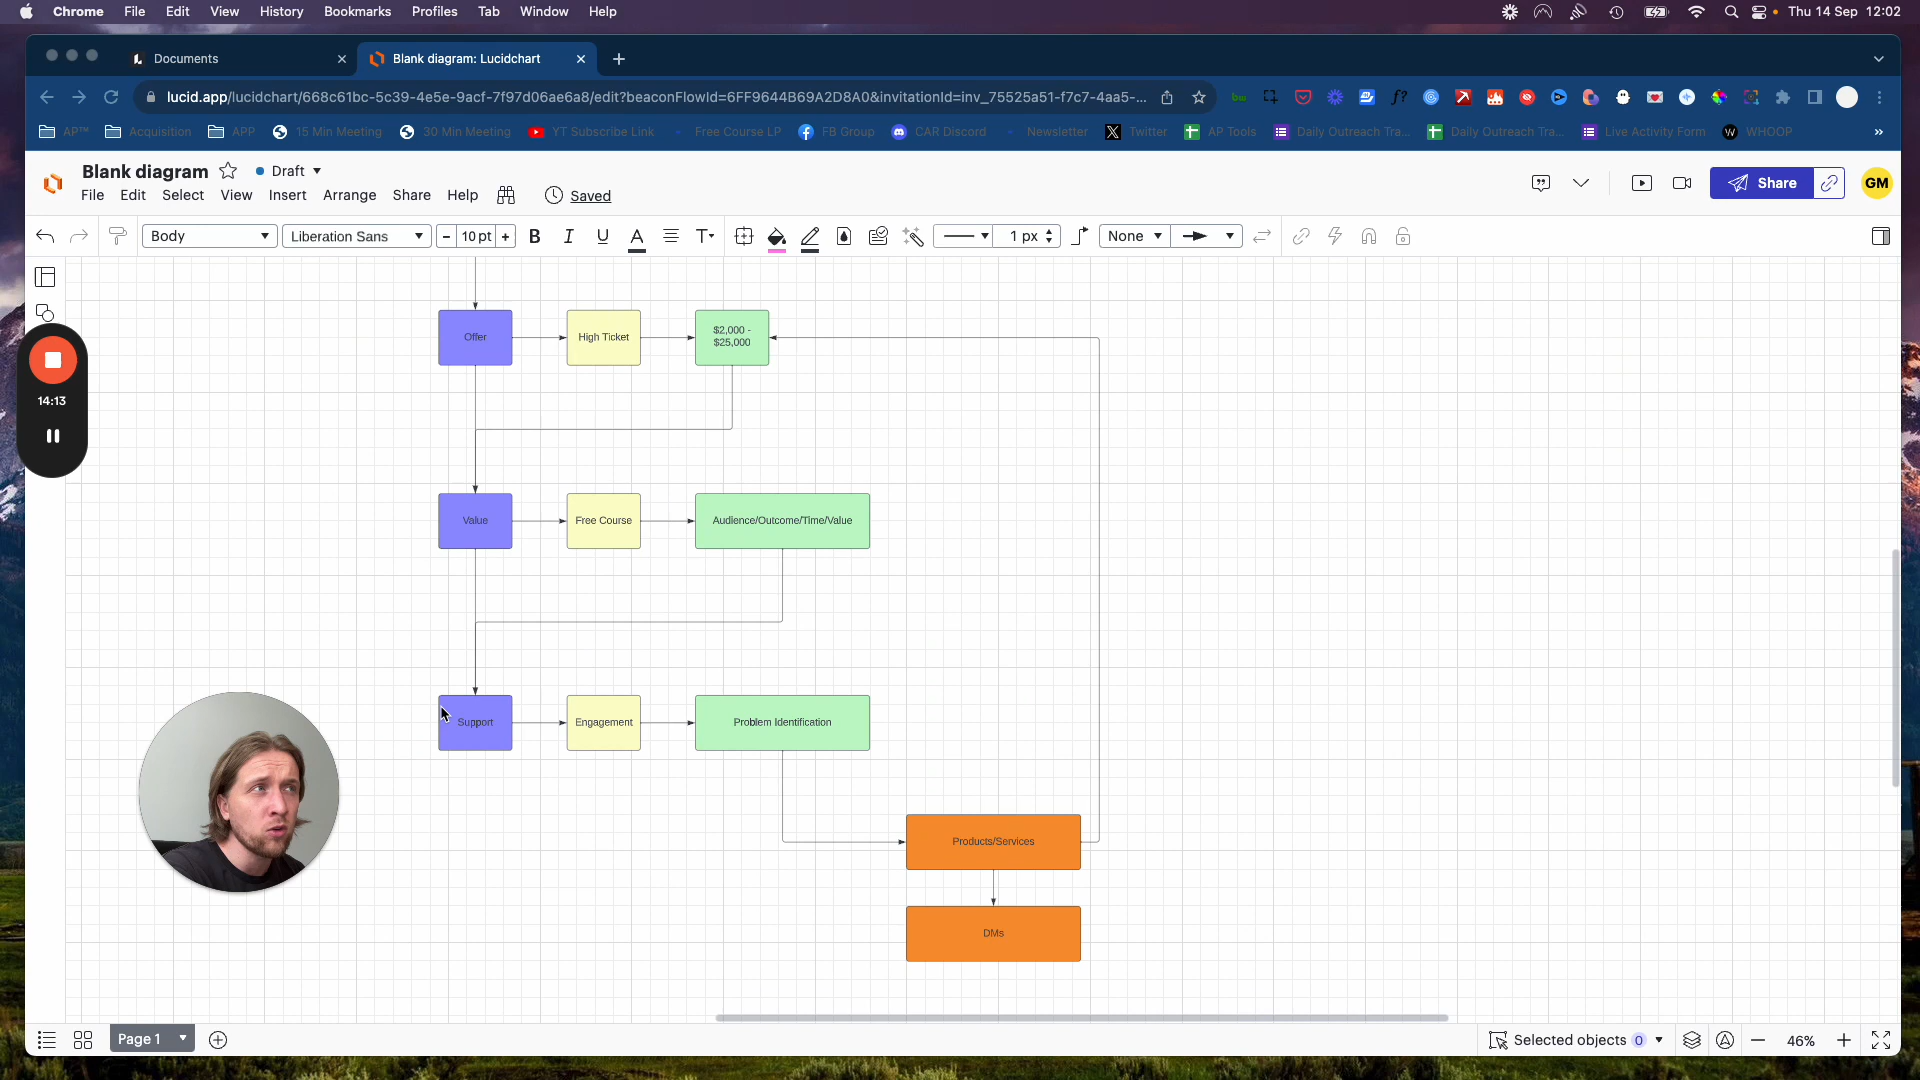 Chrome File Edit View History Bookmarks Profiles Tab Window Help Thu 14 Sep 12:02
Documents Blank diagram: Lucidchart
lucid.app/lucidchart/668c61bc-5c39-4e5e-9acf-7f97d06ae6a8/edit?beaconFlowId=6FF9644B69A2D8A0&invitationId=inv_75525a51-f7c7-4aa5-...
AP™ Acquisition APP 15 Min Meeting 30 Min Meeting YT Subscribe Link Free Course LP FB Group CAR Discord Newsletter Twitter AP Tools Daily Outreach Tra... Daily Outreach Tra... Live Activity Form WHOOP »
Blank diagram Draft
File Edit Select View Insert Arrange Share Help Saved
Share GM
Body Liberation Sans - 10 pt + B I U A T 1 px None
Offer High Ticket $2,000 -
$25,000
14:13
Value Free Course Audience/Outcome/Time/Value
Support Engagement Problem Identification
Products/Services
DMs
Page 1 Selected objects 0 46%